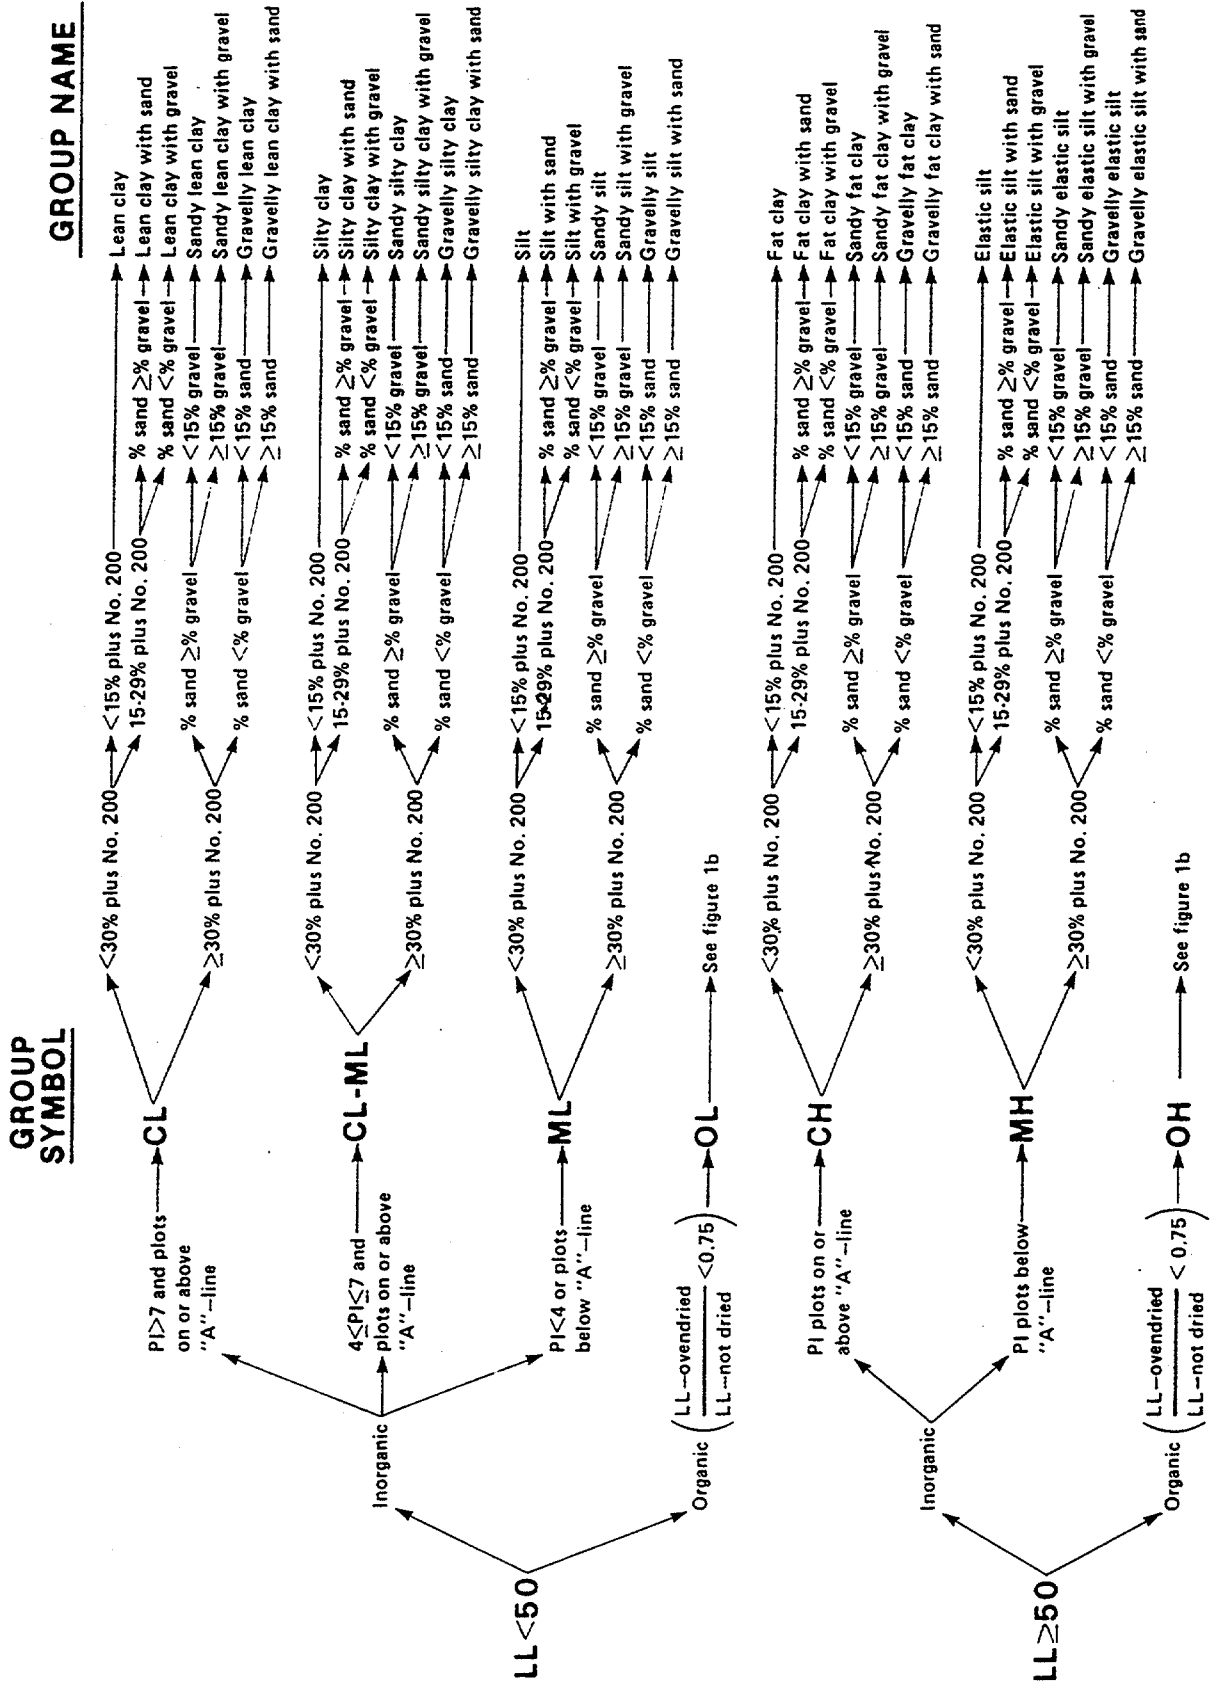 GROUP NAME
GROUP
SYMBOL
LL<50
Inorganic
PI>7 and plots
on or above
"A"—line
CL
<30% plus No. 200
<15% plus No. 200
Lean clay
15-29% plus No. 200
% sand ≥% gravel
Lean clay with sand
% sand <% gravel
Lean clay with gravel
≥30% plus No. 200
% sand ≥% gravel
<15% gravel
Sandy lean clay
≥15% gravel
Sandy lean clay with gravel
% sand <% gravel
<15% sand
Gravelly lean clay
≥15% sand
Gravelly lean clay with sand
4≤PI≤7 and
plots on or above
"A"—line
CL-ML
<30% plus No. 200
<15% plus No. 200
Silty clay
15-29% plus No. 200
% sand ≥% gravel
Silty clay with sand
% sand <% gravel
Silty clay with gravel
≥30% plus No. 200
% sand ≥% gravel
<15% gravel
Sandy silty clay
≥15% gravel
Sandy silty clay with gravel
% sand <% gravel
<15% sand
Gravelly silty clay
≥15% sand
Gravelly silty clay with sand
PI<4 or plots
below "A"—line
ML
<30% plus No. 200
<15% plus No. 200
Silt
15-29% plus No. 200
% sand ≥% gravel
Silt with sand
% sand <% gravel
Silt with gravel
≥30% plus No. 200
% sand ≥% gravel
<15% gravel
Sandy silt
≥15% gravel
Sandy silt with gravel
% sand <% gravel
<15% sand
Gravelly silt
≥15% sand
Gravelly silt with sand
Organic
LL—ovendried
LL—not dried
<0.75
OL
See figure 1b
LL≥50
Inorganic
PI plots on or
above "A"—line
CH
<30% plus No. 200
<15% plus No. 200
Fat clay
15-29% plus No. 200
% sand ≥% gravel
Fat clay with sand
% sand <% gravel
Fat clay with gravel
≥30% plus No. 200
% sand ≥% gravel
<15% gravel
Sandy fat clay
≥15% gravel
Sandy fat clay with gravel
% sand <% gravel
<15% sand
Gravelly fat clay
≥15% sand
Gravelly fat clay with sand
PI plots below
"A"—line
MH
<30% plus No. 200
<15% plus No. 200
Elastic silt
15-29% plus No. 200
% sand ≥% gravel
Elastic silt with sand
% sand <% gravel
Elastic silt with gravel
≥30% plus No. 200
% sand ≥% gravel
<15% gravel
Sandy elastic silt
≥15% gravel
Sandy elastic silt with gravel
% sand <% gravel
<15% sand
Gravelly elastic silt
≥15% sand
Gravelly elastic silt with sand
Organic
LL—ovendried
LL—not dried
< 0.75
OH
See figure 1b